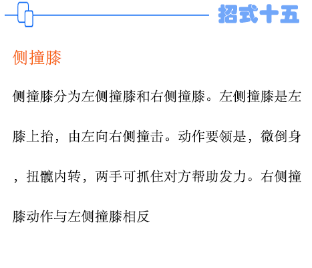 招式十五
侧撞膝
侧撞膝分为左侧撞膝和右侧撞膝。左侧撞膝是左
膝上抬，由左向右侧撞击。动作要领是，微倒身
，扭髋内转，两手可抓住对方帮助发力。右侧撞
膝动作与左侧撞膝相反